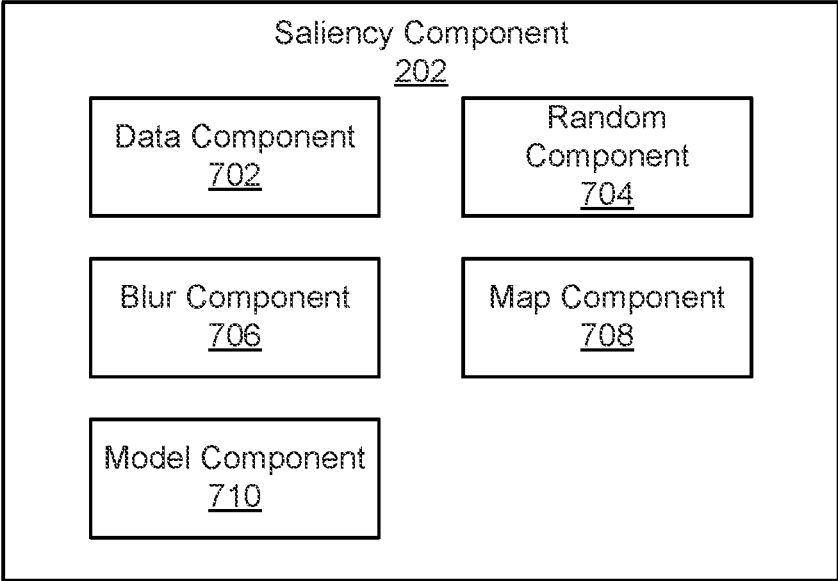 Saliency Component
202
Data Component
702
Random
Component
704
Blur Component
706
Map Component
708
Model Component
710